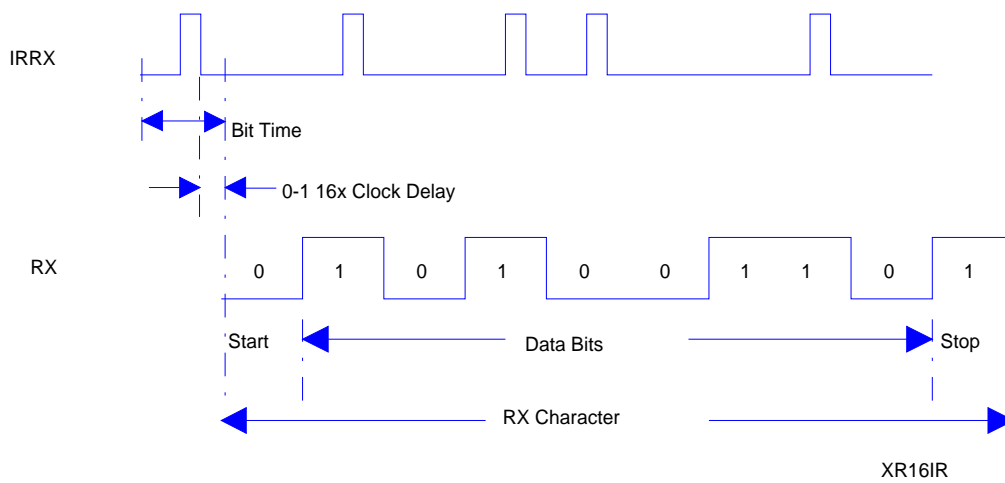 IRRX
Bit Time
0-1 16x Clock Delay
RX
0 1 0 1 0 0 1 1 0 1
Start Data Bits Stop
RX Character
XR16IR